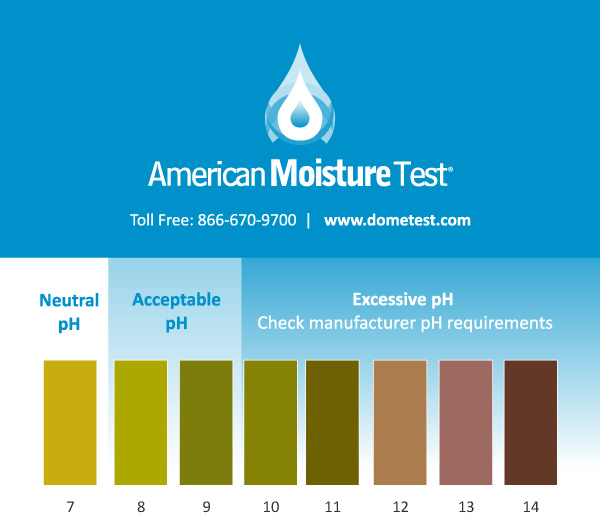 American Moisture Test®
Toll Free: 866-670-9700 | www.dometest.com
Neutral
pH
Acceptable
pH
Excessive pH
Check manufacturer pH requirements
7 8 9 10 11 12 13 14